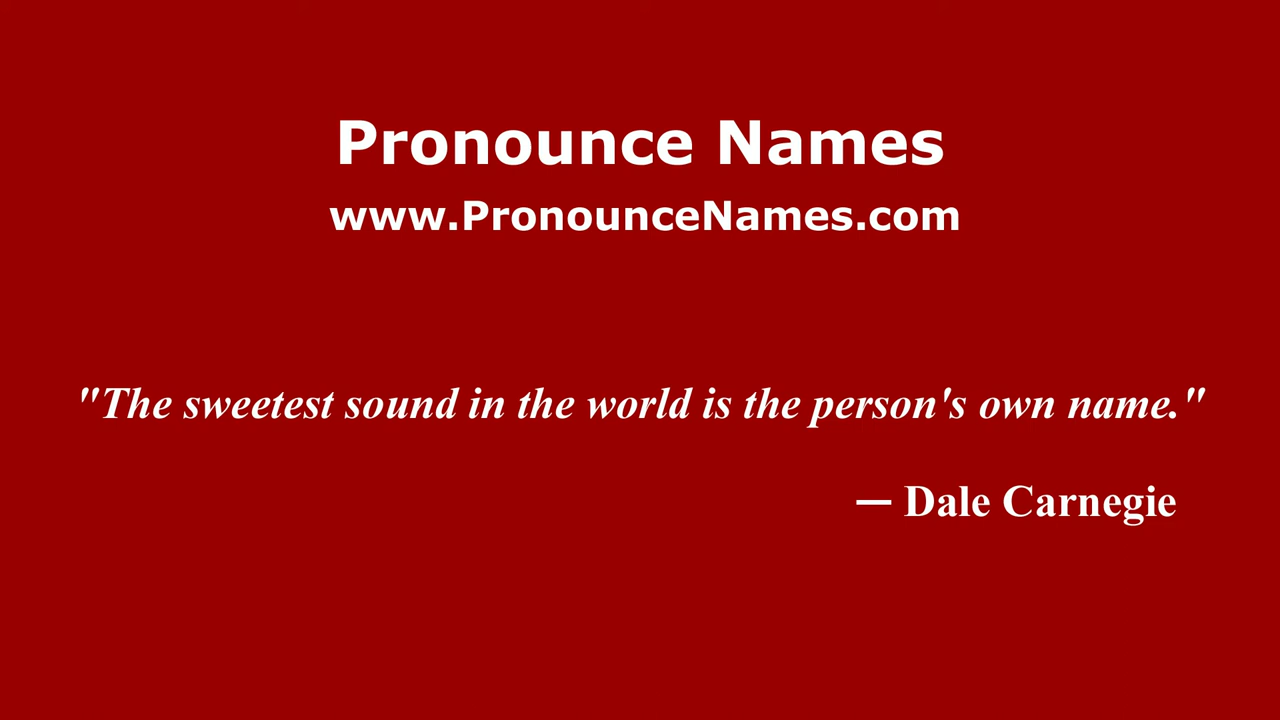 Pronounce Names
www.PronounceNames.com
"The sweetest sound in the world is the person's own name."
— Dale Carnegie